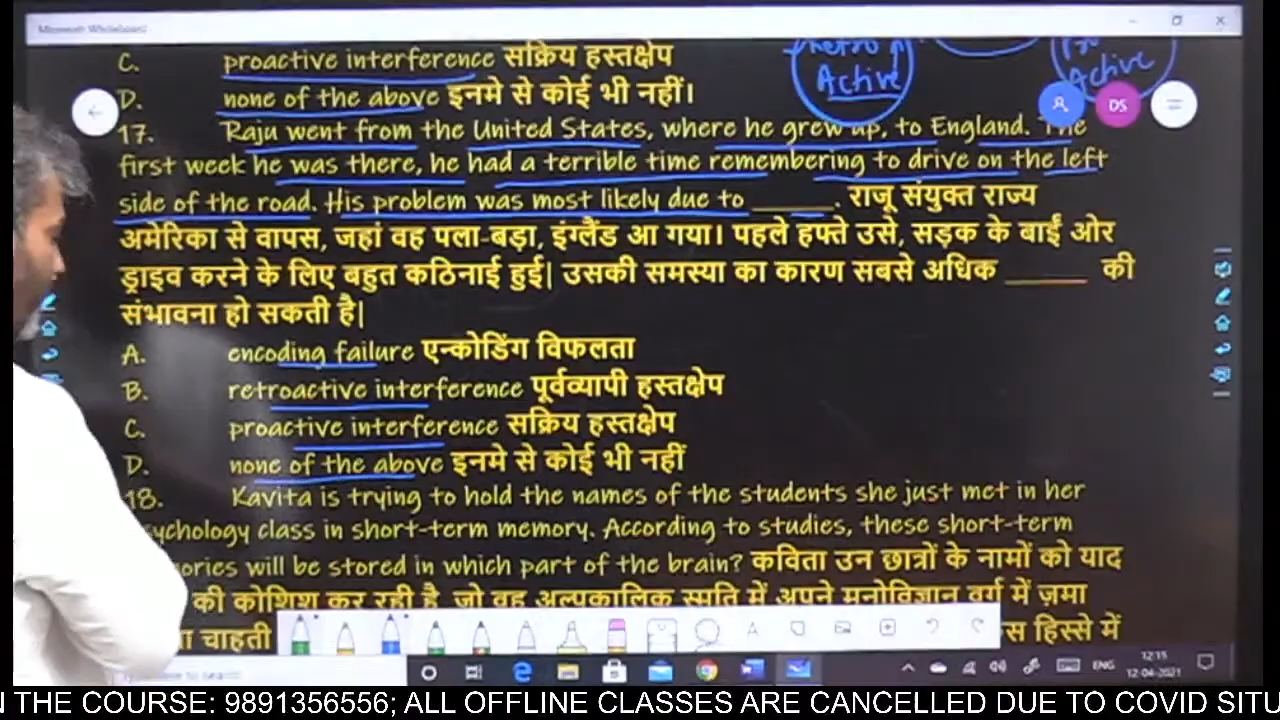 Microsoft Whiteboard
C. proactive interference सक्रिय हस्तक्षेप
Active
Active
D. none of the above इनमे से कोई भी नहीं।
DS
17. Raju went from the United States, where he grew up, to England. The
first week he was there, he had a terrible time remembering to drive on the left
side of the road. His problem was most likely due to _____. राजू संयुक्त राज्य
अमेरिका से वापस, जहां वह पला-बड़ा, इंग्लैंड आ गया। पहले हफ्ते उसे, सड़क के बाईं ओर
ड्राइव करने के लिए बहुत कठिनाई हुई| उसकी समस्या का कारण सबसे अधिक ______ की
संभावना हो सकती है|
A. encoding failure एन्कोडिंग विफलता
B. retroactive interference पूर्वव्यापी हस्तक्षेप
C. proactive interference सक्रिय हस्तक्षेप
D. none of the above इनमे से कोई भी नहीं
18. Kavita is trying to hold the names of the students she just met in her
ychology class in short-term memory. According to studies, these short-term
ories will be stored in which part of the brain? कविता उन छात्रों के नामों को याद
की कोशिश कर रही है, जो वह अल्पकालिक स्मृति में अपने मनोविज्ञान वर्ग में ज़मा
चाहती
स हिस्से में
ENG
12:15
12-04-2021
N THE COURSE: 9891356556; ALL OFFLINE CLASSES ARE CANCELLED DUE TO COVID SITU